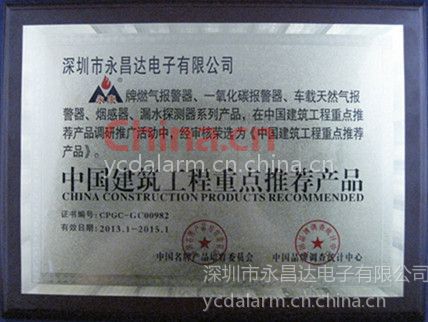 深圳市永昌达电子有限公司
永昌牌燃气报警器、一氧化碳报警器、车载天然气报
警器、烟感器、漏水探测器系列产品，在中国建筑工程重点推
荐产品调研推广活动中，经审核荣选为《中国建筑工程重点推荐
产品》。
China.cn
ycdalarm.cn.china.cn
中国建筑工程重点推荐产品
CHINA CONSTRUCTION PRODUCTS RECOMMENDED
证书编号：CPGC-GC00982
有效日期：2013.1-2015.1
中国名牌产品培育委员会
中国品牌调查统计中心
深圳市永昌达电子有限公司
ycdalarm.cn.china.cn